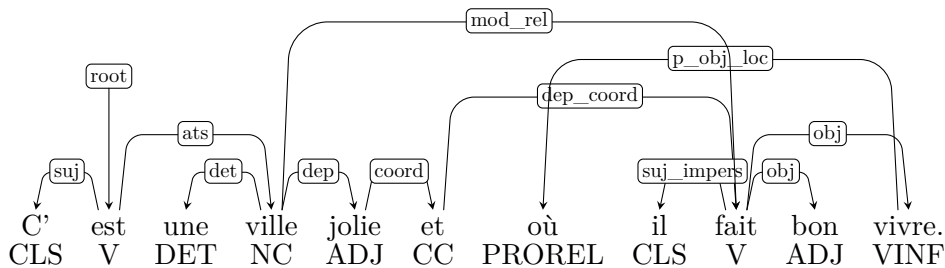 mod_rel
root p_obj_loc
dep_coord
ats obj
suj det dep coord suj_impers obj
C' est une ville jolie et où il fait bon vivre.
CLS V DET NC ADJ CC PROREL CLS V ADJ VINF